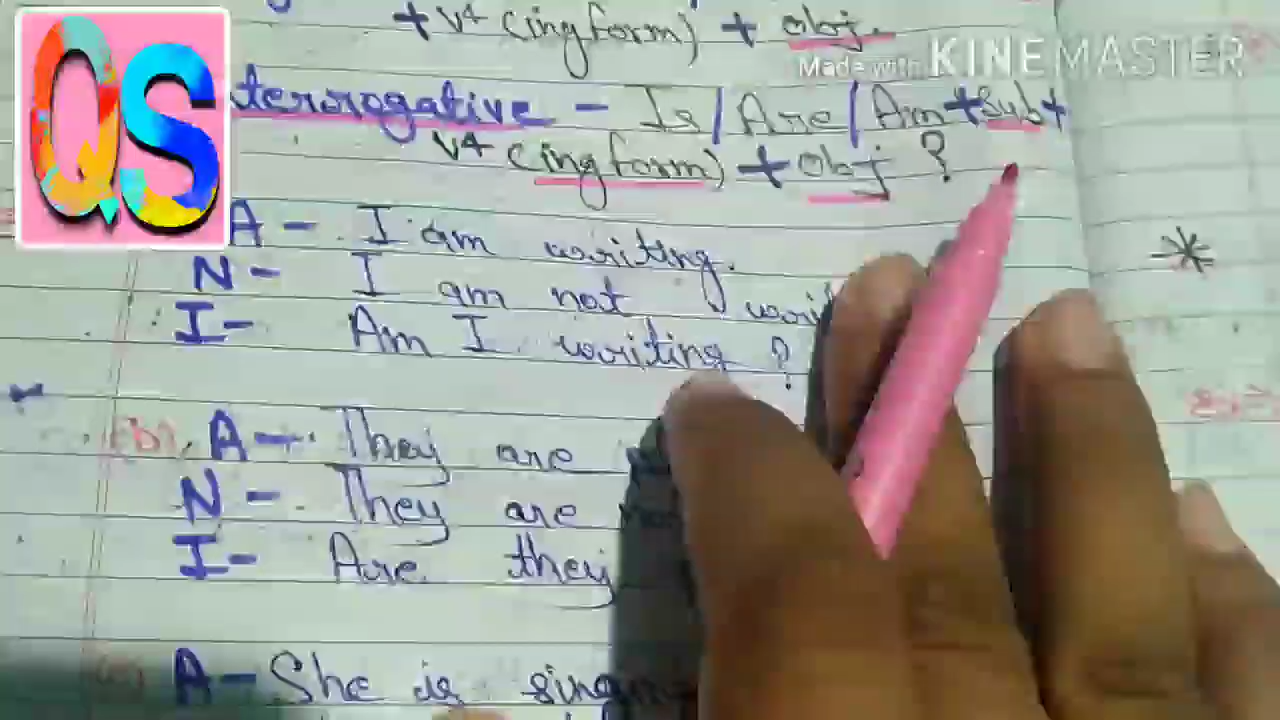 + V4 (ing form) + obj.
Made with KINEMASTER
QS
terrogative - Is/Are/Am+Sub+
V4 (ing form) + obj ?
A- I am writing.
N- I am not
I- Am I writing ?
(b) A- They are
N- They are
I- Are they
A- She is